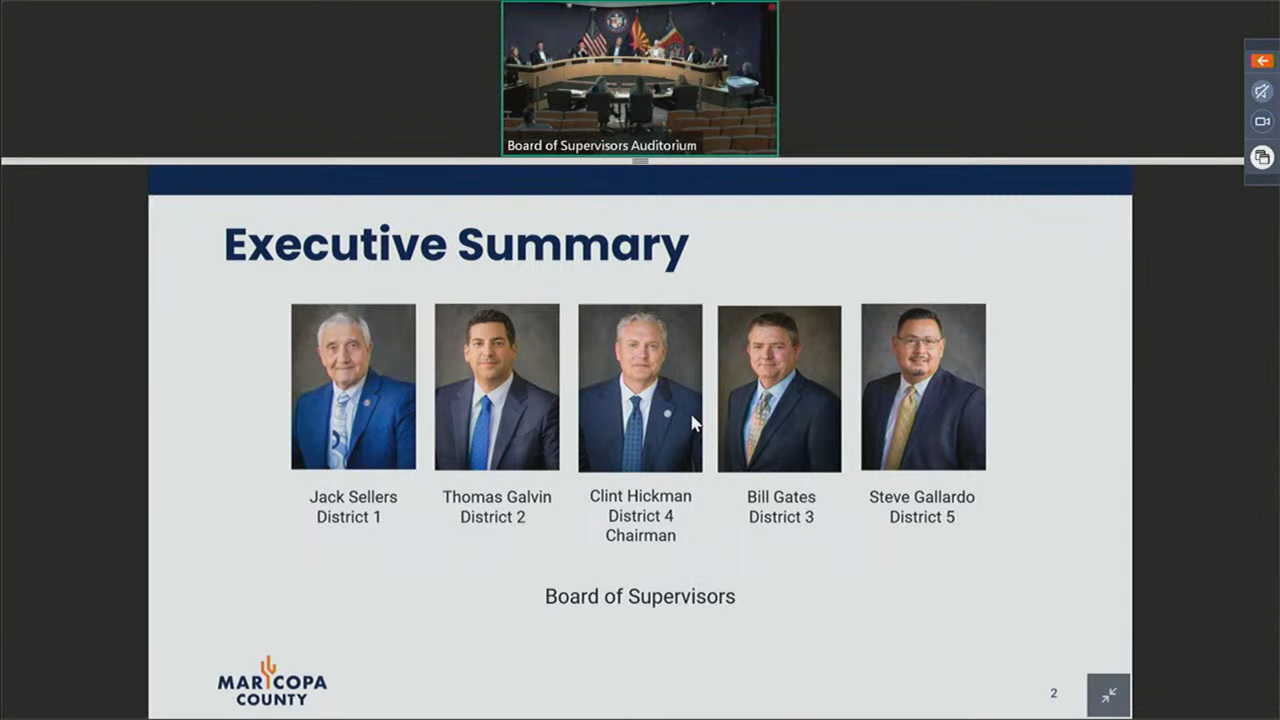 Board of Supervisors Auditorium
Executive Summary
Jack Sellers
District 1
Thomas Galvin
District 2
Clint Hickman
District 4
Chairman
Bill Gates
District 3
Steve Gallardo
District 5
Board of Supervisors
MARICOPA
COUNTY
2